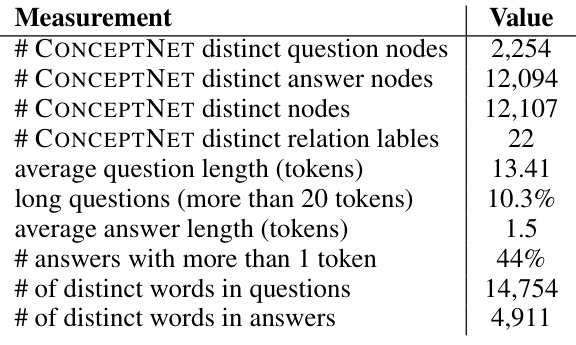 Measurement Value
# CONCEPTNET distinct question nodes 2,254
# CONCEPTNET distinct answer nodes 12,094
# CONCEPTNET distinct nodes 12,107
# CONCEPTNET distinct relation lables 22
average question length (tokens) 13.41
long questions (more than 20 tokens) 10.3%
average answer length (tokens) 1.5
# answers with more than 1 token 44%
# of distinct words in questions 14,754
# of distinct words in answers 4,911